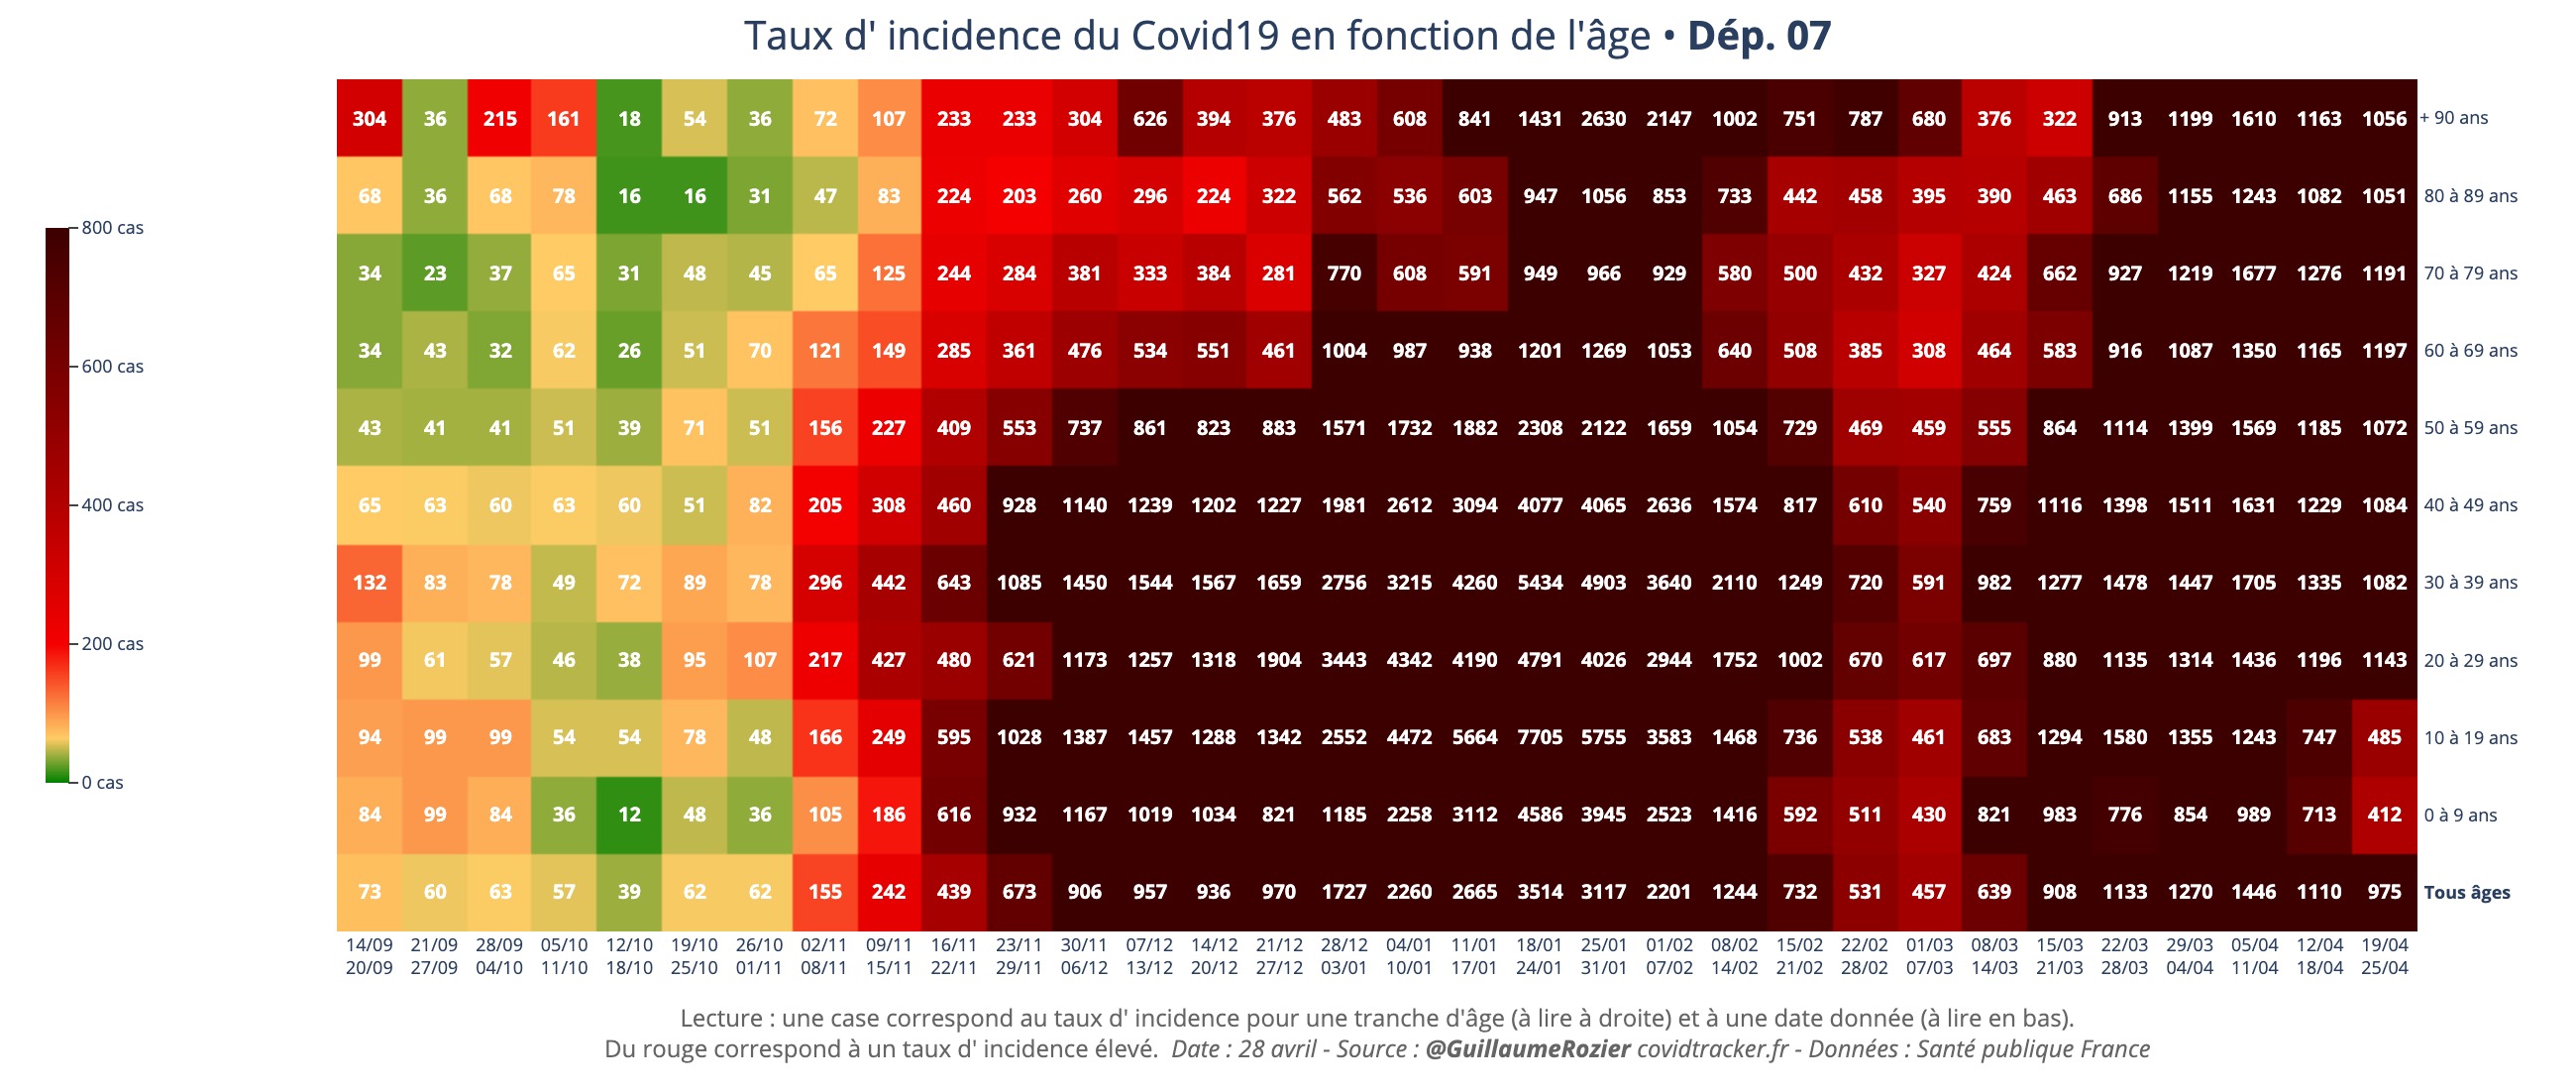 Taux d' incidence du Covid19 en fonction de l'âge • Dép. 07
304 36 215 161 18 54 36 72 107 233 233 304 626 394 376 483 608 841 1431 2630 2147 1002 751 787 680 376 322 913 1199 1610 1163 1056 + 90 ans
68 36 68 78 16 16 31 47 83 224 203 260 296 224 322 562 536 603 947 1056 853 733 442 458 395 390 463 686 1155 1243 1082 1051 80 à 89 ans
800 cas
34 23 37 65 31 48 45 65 125 244 284 381 333 384 281 770 608 591 949 966 929 580 500 432 327 424 662 927 1219 1677 1276 1191 70 à 79 ans
34 43 32 62 26 51 70 121 149 285 361 476 534 551 461 1004 987 938 1201 1269 1053 640 508 385 308 464 583 916 1087 1350 1165 1197 60 à 69 ans
600 cas
43 41 41 51 39 71 51 156 227 409 553 737 861 823 883 1571 1732 1882 2308 2122 1659 1054 729 469 459 555 864 1114 1399 1569 1185 1072 50 à 59 ans
400 cas
65 63 60 63 60 51 82 205 308 460 928 1140 1239 1202 1227 1981 2612 3094 4077 4065 2636 1574 817 610 540 759 1116 1398 1511 1631 1229 1084 40 à 49 ans
132 83 78 49 72 89 78 296 442 643 1085 1450 1544 1567 1659 2756 3215 4260 5434 4903 3640 2110 1249 720 591 982 1277 1478 1447 1705 1335 1082 30 à 39 ans
200 cas
99 61 57 46 38 95 107 217 427 480 621 1173 1257 1318 1904 3443 4342 4190 4791 4026 2944 1752 1002 670 617 697 880 1135 1314 1436 1196 1143 20 à 29 ans
94 99 99 54 54 78 48 166 249 595 1028 1387 1457 1288 1342 2552 4472 5664 7705 5755 3583 1468 736 538 461 683 1294 1580 1355 1243 747 485 10 à 19 ans
0 cas
84 99 84 36 12 48 36 105 186 616 932 1167 1019 1034 821 1185 2258 3112 4586 3945 2523 1416 592 511 430 821 983 776 854 989 713 412 0 à 9 ans
73 60 63 57 39 62 62 155 242 439 673 906 957 936 970 1727 2260 2665 3514 3117 2201 1244 732 531 457 639 908 1133 1270 1446 1110 975 Tous âges
14/09 21/09 28/09 05/10 12/10 19/10 26/10 02/11 09/11 16/11 23/11 30/11 07/12 14/12 21/12 28/12 04/01 11/01 18/01 25/01 01/02 08/02 15/02 22/02 01/03 08/03 15/03 22/03 29/03 05/04 12/04 19/04
20/09 27/09 04/10 11/10 18/10 25/10 01/11 08/11 15/11 22/11 29/11 06/12 13/12 20/12 27/12 03/01 10/01 17/01 24/01 31/01 07/02 14/02 21/02 28/02 07/03 14/03 21/03 28/03 04/04 11/04 18/04 25/04
Lecture : une case correspond au taux d' incidence pour une tranche d'âge (à lire à droite) et à une date donnée (à lire en bas).
Du rouge correspond à un taux d' incidence élevé. Date : 28 avril - Source : @GuillaumeRozier covidtracker.fr - Données : Santé publique France